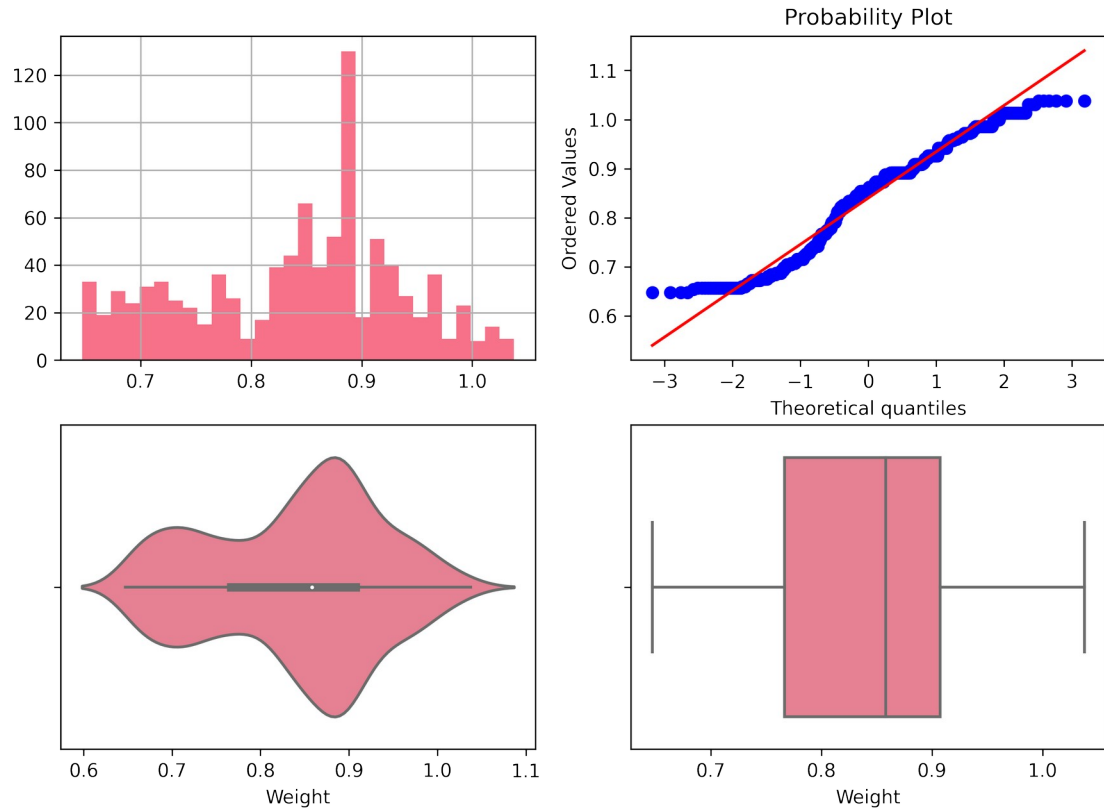 120
100
80
60
40
20
0
0.7 0.8 0.9 1.0
Probability Plot
Ordered Values
1.1
1.0
0.9
0.8
0.7
0.6
−3 −2 −1 0 1 2 3
Theoretical quantiles
0.6 0.7 0.8 0.9 1.0 1.1
Weight
0.7 0.8 0.9 1.0
Weight